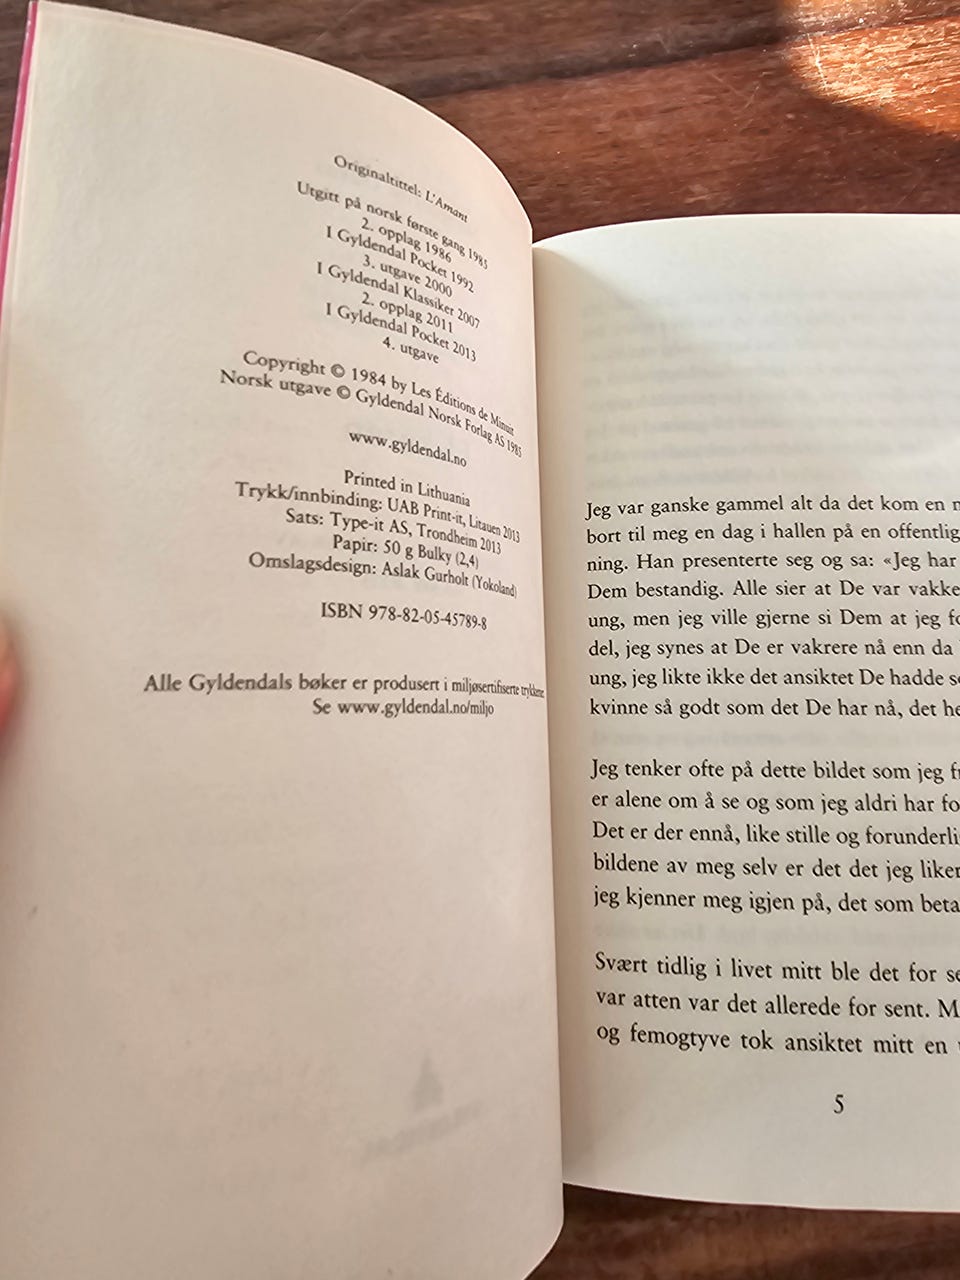 Originaltittel: L'Amant
Utgitt på norsk første gang 1985
2. opplag 1986
I Gyldendal Pocket 1992
3. utgave 2000
I Gyldendal Klassiker 2007
2. opplag 2011
I Gyldendal Pocket 2013
4. utgave
Copyright © 1984 by Les Éditions de Minuit
Norsk utgave © Gyldendal Norsk Forlag AS 1985
www.gyldendal.no
Printed in Lithuania
Trykk/innbinding: UAB Print-it, Litauen 2013
Sats: Type-it AS, Trondheim 2013
Papir: 50 g Bulky (2,4)
Omslagsdesign: Aslak Gurholt (Yokoland)
ISBN 978-82-05-45789-8
Alle Gyldendals bøker er produsert i miljøsertifiserte
Se www.gyldendal.no/miljo
Jeg var ganske gammel alt da det kom en
bort til meg en dag i hallen på en offentlig
ning. Han presenterte seg og sa: «Jeg har
Dem bestandig. Alle sier at De var vakke
ung, men jeg ville gjerne si Dem at jeg fo
del, jeg synes at De er vakrere nå enn da
ung, jeg likte ikke det ansiktet De hadde
kvinne så godt som det De har nå, det he
Jeg tenker ofte på dette bildet som jeg
er alene om å se og som jeg aldri har fo
Det er der ennå, like stille og forunderli
bildene av meg selv er det det jeg liker
jeg kjenner meg igjen på, det som beta
Svært tidlig i livet mitt ble det for
var atten var det allerede for sent. M
og femogtyve tok ansiktet mitt en
5